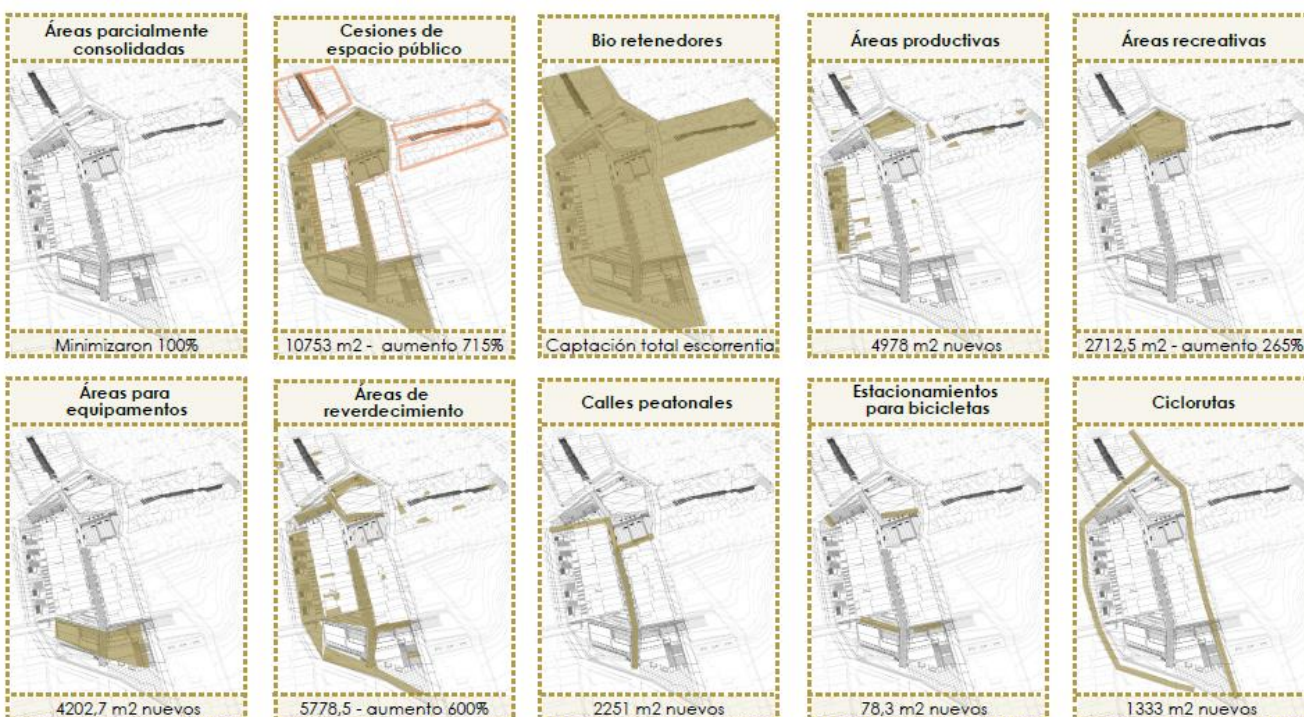 Áreas parcialmente
consolidadas
Minimizaron 100%
Cesiones de
espacio público
10753 m2 - aumento 715%
Bio retenedores
Captación total escorrentia
Áreas productivas
4978 m2 nuevos
Áreas recreativas
2712,5 m2 - aumento 265%
Áreas para
equipamentos
4202,7 m2 nuevos
Áreas de
reverdecimiento
5778,5 - aumento 600%
Calles peatonales
2251 m2 nuevos
Estacionamientos
para bicicletas
78,3 m2 nuevos
Ciclorutas
1333 m2 nuevos